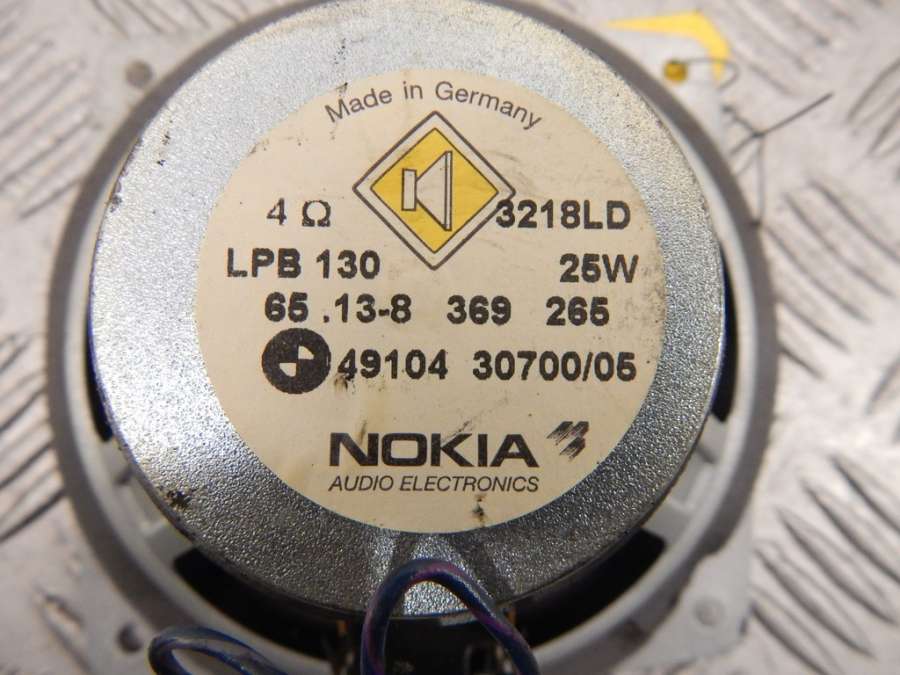 Made in Germany
4 Ω 3218LD
LPB 130 25W
65 .13-8 369 265
49104 30700/05
NOKIA
AUDIO ELECTRONICS